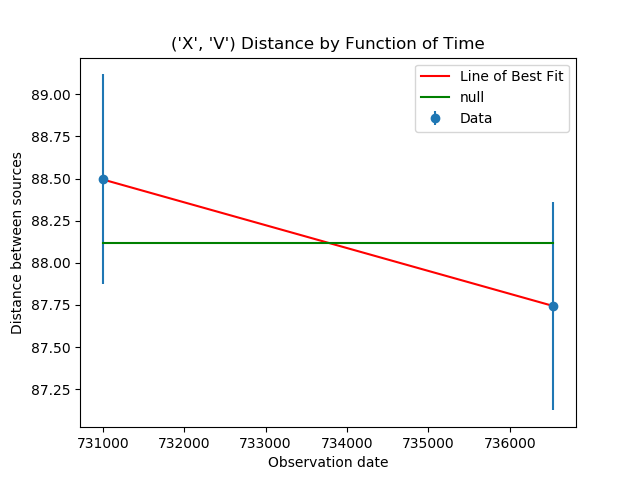 ('X', 'V') Distance by Function of Time
Line of Best Fit
null
Data
89.00
88.75
88.50
88.25
88.00
87.75
87.50
87.25
Distance between sources
731000 732000 733000 734000 735000 736000
Observation date